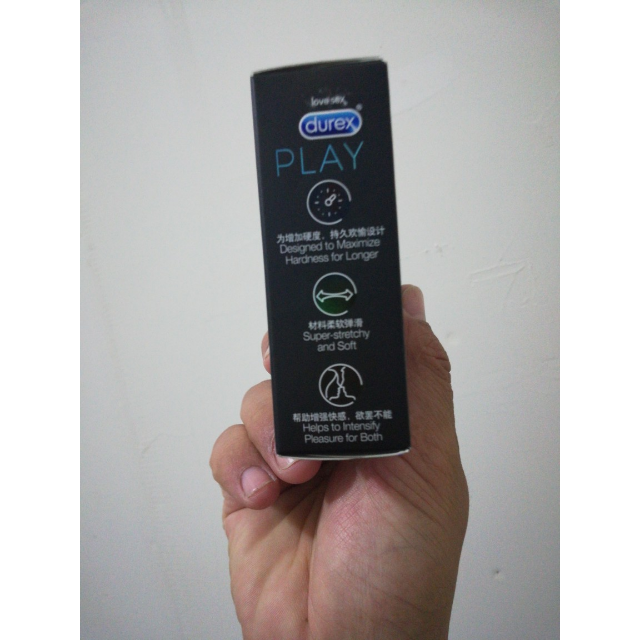 love sex
durex
PLAY
为增加硬度、持久欢愉设计
Designed to Maximize
Hardness for Longer
材料柔软弹滑
Super-stretchy
and Soft
帮助增强快感、欲罢不能
Helps to Intensify
Pleasure for Both